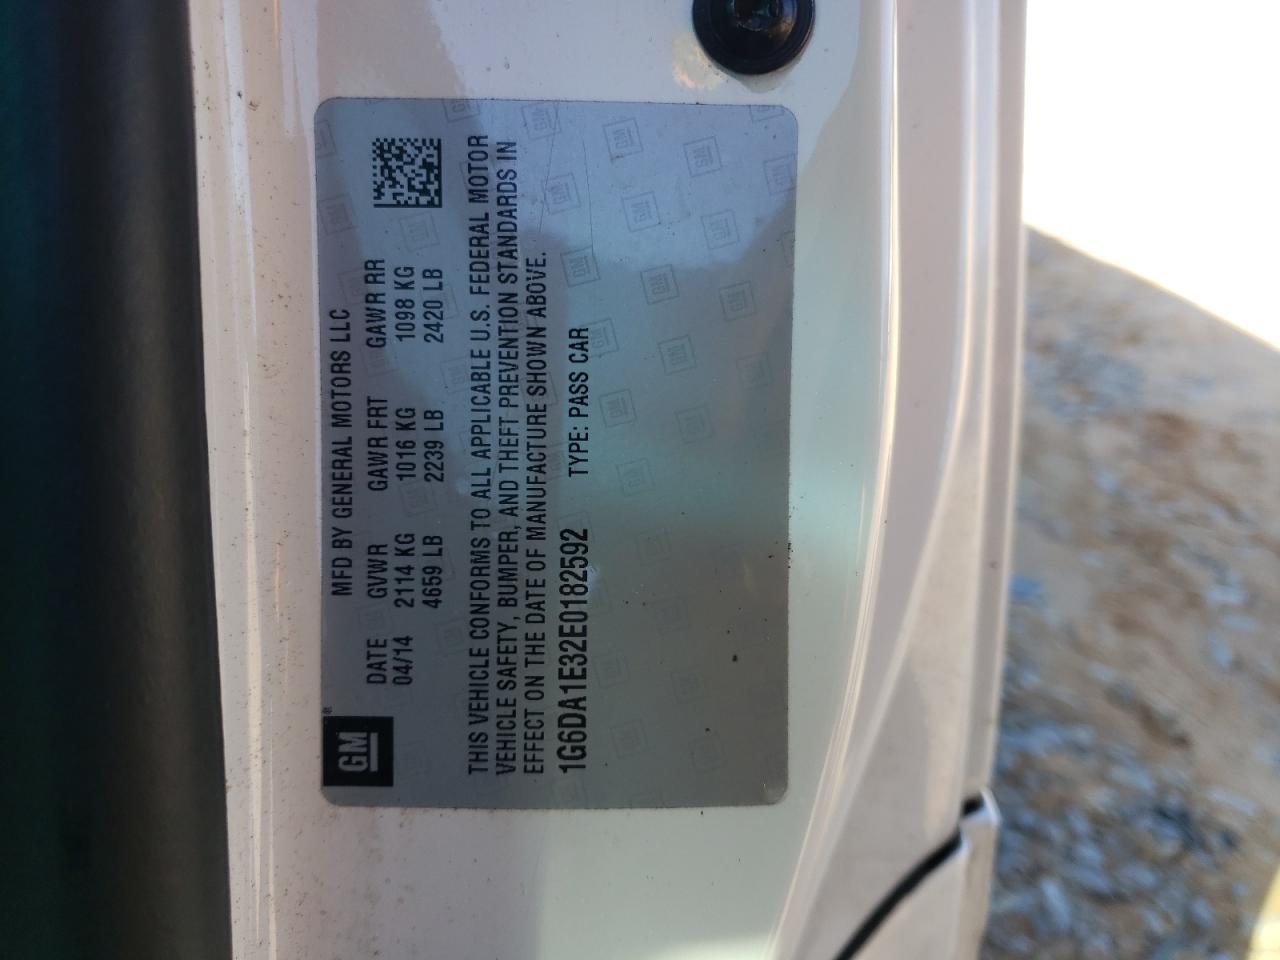 GM
MFD BY GENERAL MOTORS LLC
DATE GVWR GAWR FRT GAWR RR
04/14 2114 KG 1016 KG 1098 KG
4659 LB 2239 LB 2420 LB
THIS VEHICLE CONFORMS TO ALL APPLICABLE U.S. FEDERAL MOTOR
VEHICLE SAFETY, BUMPER, AND THEFT PREVENTION STANDARDS IN
EFFECT ON THE DATE OF MANUFACTURE SHOWN ABOVE.
1G6DA1E32E0182592 TYPE: PASS CAR